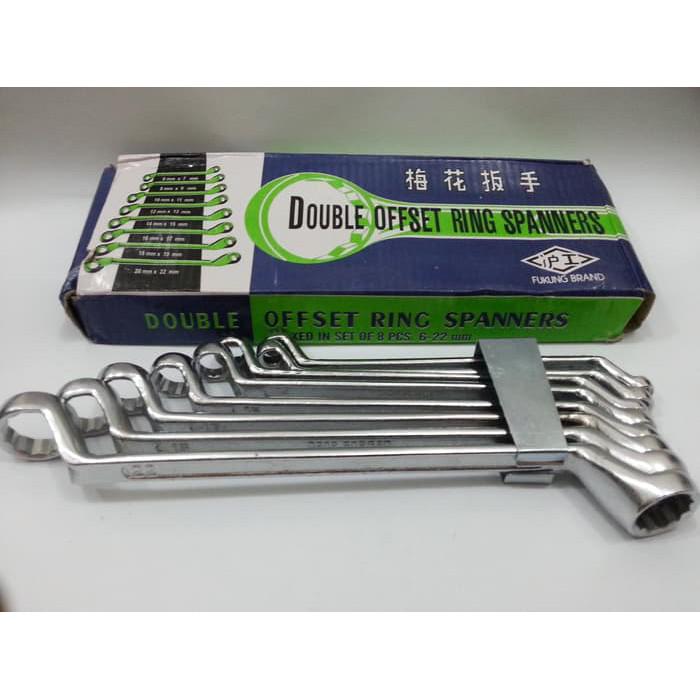 6 mm x 7 mm
8 mm x 9 mm
10 mm x 11 mm
12 mm x 13 mm
14 mm x 15 mm
16 mm x 17 mm
18 mm x 19 mm
20 mm x 22 mm
梅花扳手
DOUBLE OFFSET RING SPANNERS
沪工
FUKUNG BRAND
DOUBLE OFFSET RING SPANNERS
IN SET OF 8 PCS. 6-22 mm